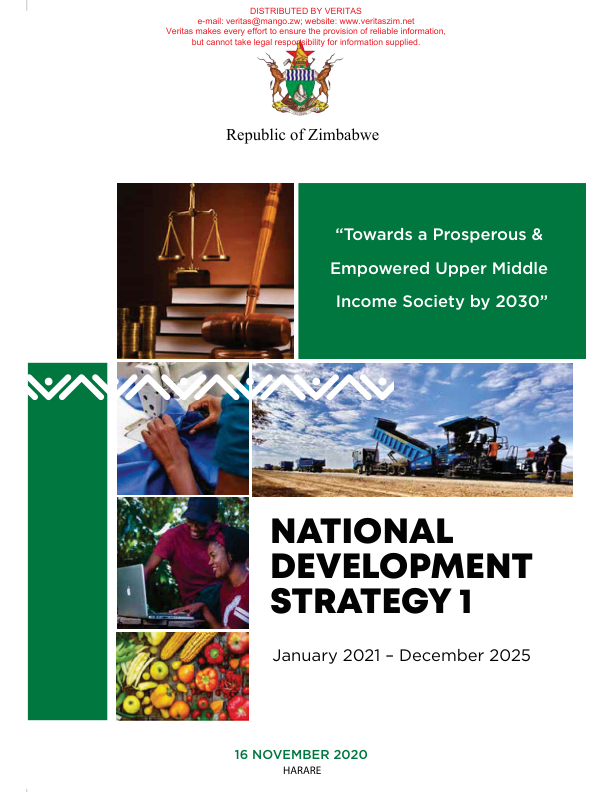 DISTRIBUTED BY VERITAS
e-mail: veritas@mango.zw; website: www.veritaszim.net
Veritas makes every effort to ensure the provision of reliable information,
but cannot take legal responsibility for information supplied.
Republic of Zimbabwe
“Towards a Prosperous &
Empowered Upper Middle
Income Society by 2030”
NATIONAL
DEVELOPMENT
STRATEGY 1
January 2021 – December 2025
16 NOVEMBER 2020
HARARE